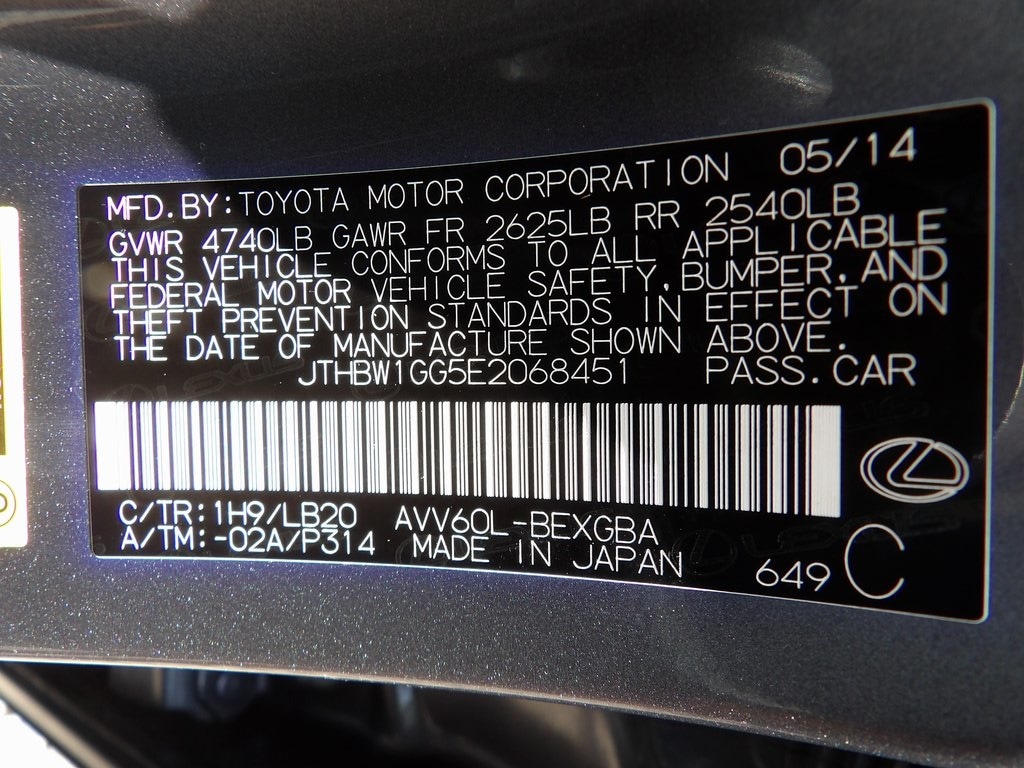 MFD.BY:TOYOTA MOTOR CORPORATION 05/14
GVWR 4740LB GAWR FR 2625LB RR 2540LB
THIS VEHICLE CONFORMS TO ALL APPLICABLE
FEDERAL MOTOR VEHICLE SAFETY,BUMPER,AND
THEFT PREVENTION STANDARDS IN EFFECT ON
THE DATE OF MANUFACTURE SHOWN ABOVE.
JTHBW1GG5E2068451 PASS.CAR
C/TR:1H9/LB20 AVV60L-BEXGBA
A/TM:-02A/P314 MADE IN JAPAN
649 C